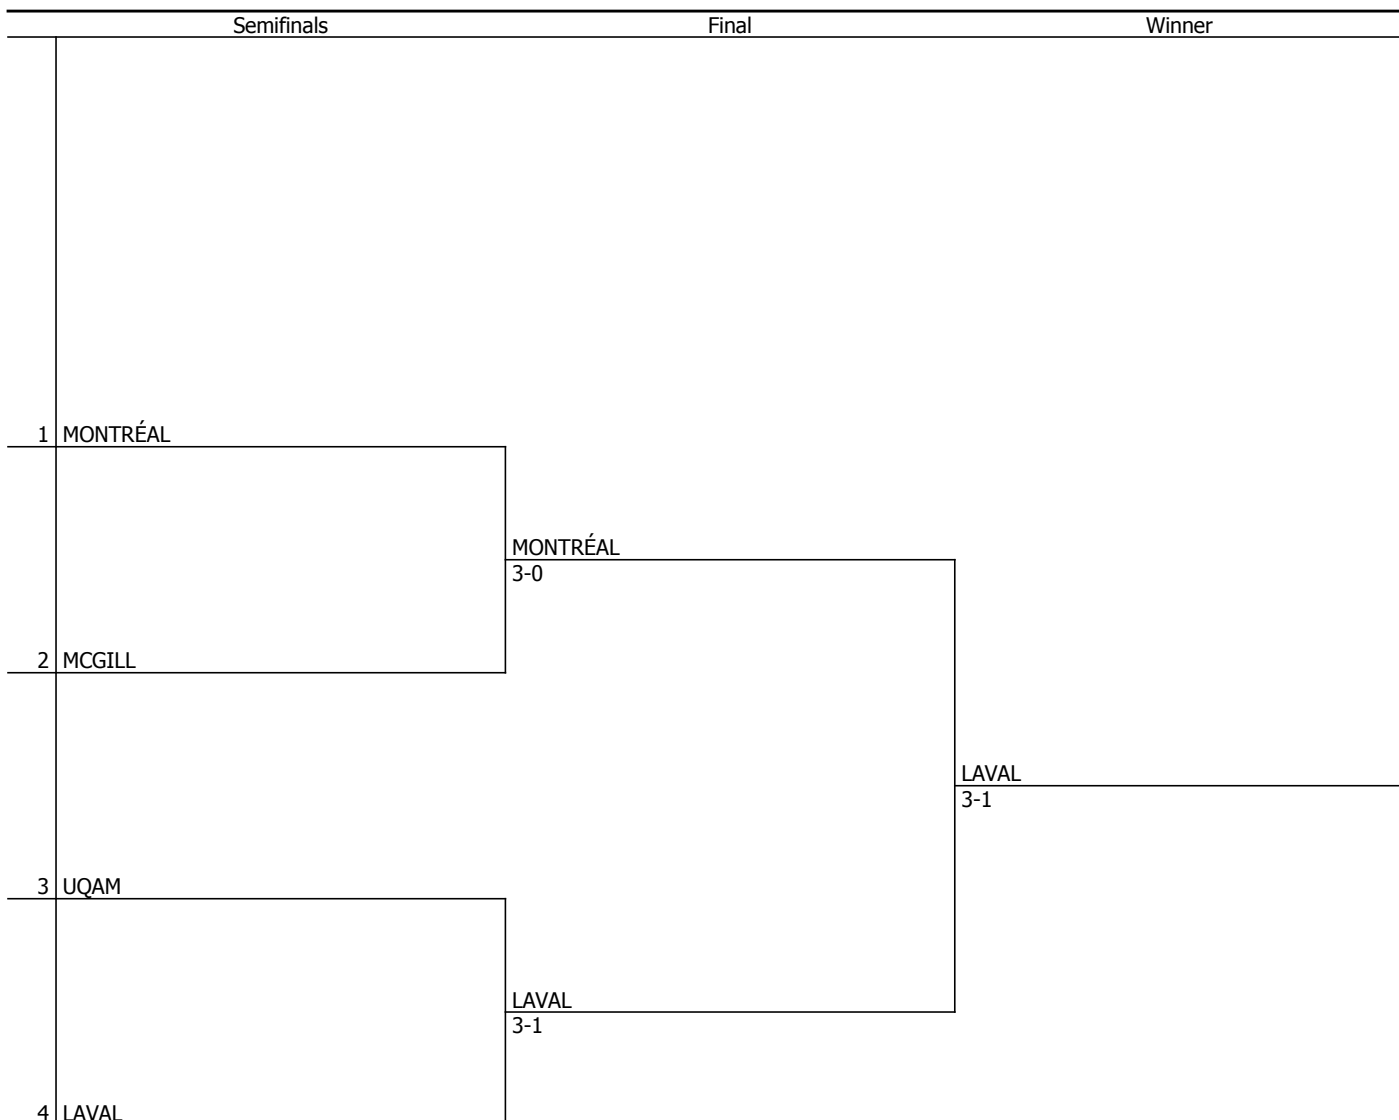 Semifinals Final Winner
1 MONTRÉAL
MONTRÉAL
3-0
2 MCGILL
LAVAL
3-1
3 UQAM
LAVAL
3-1
4 LAVAL